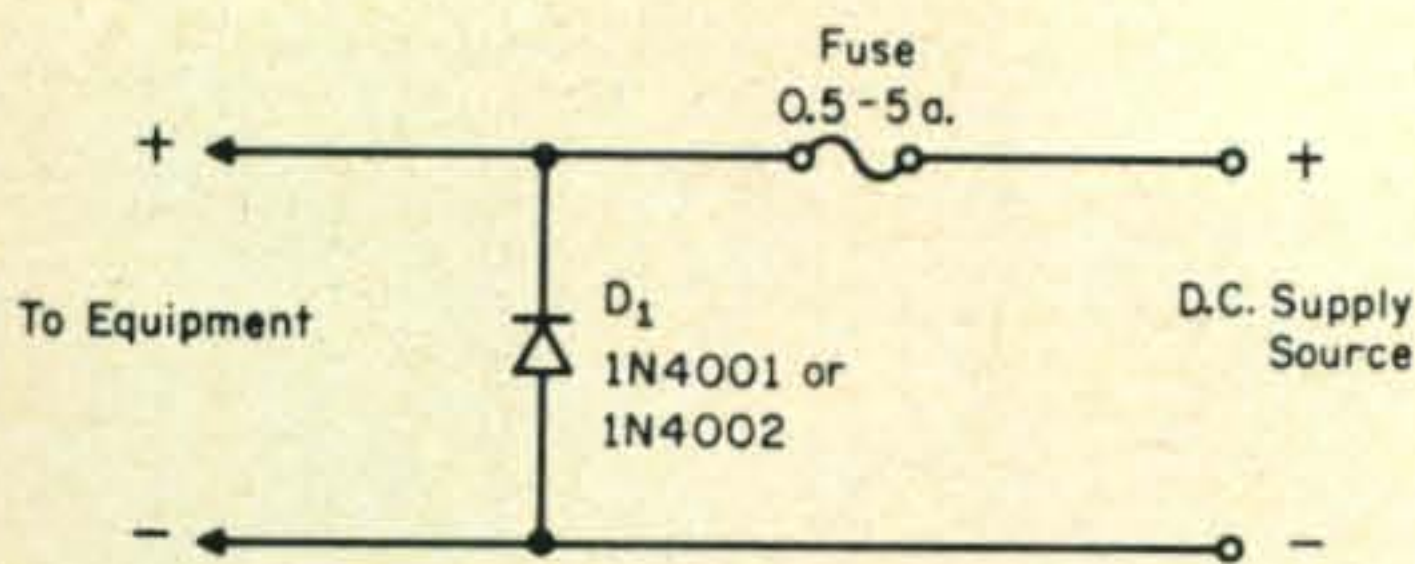 Fuse
0.5-5 a.
+
+
To Equipment
D1
1N4001 or
1N4002
D.C. Supply
Source
-
-